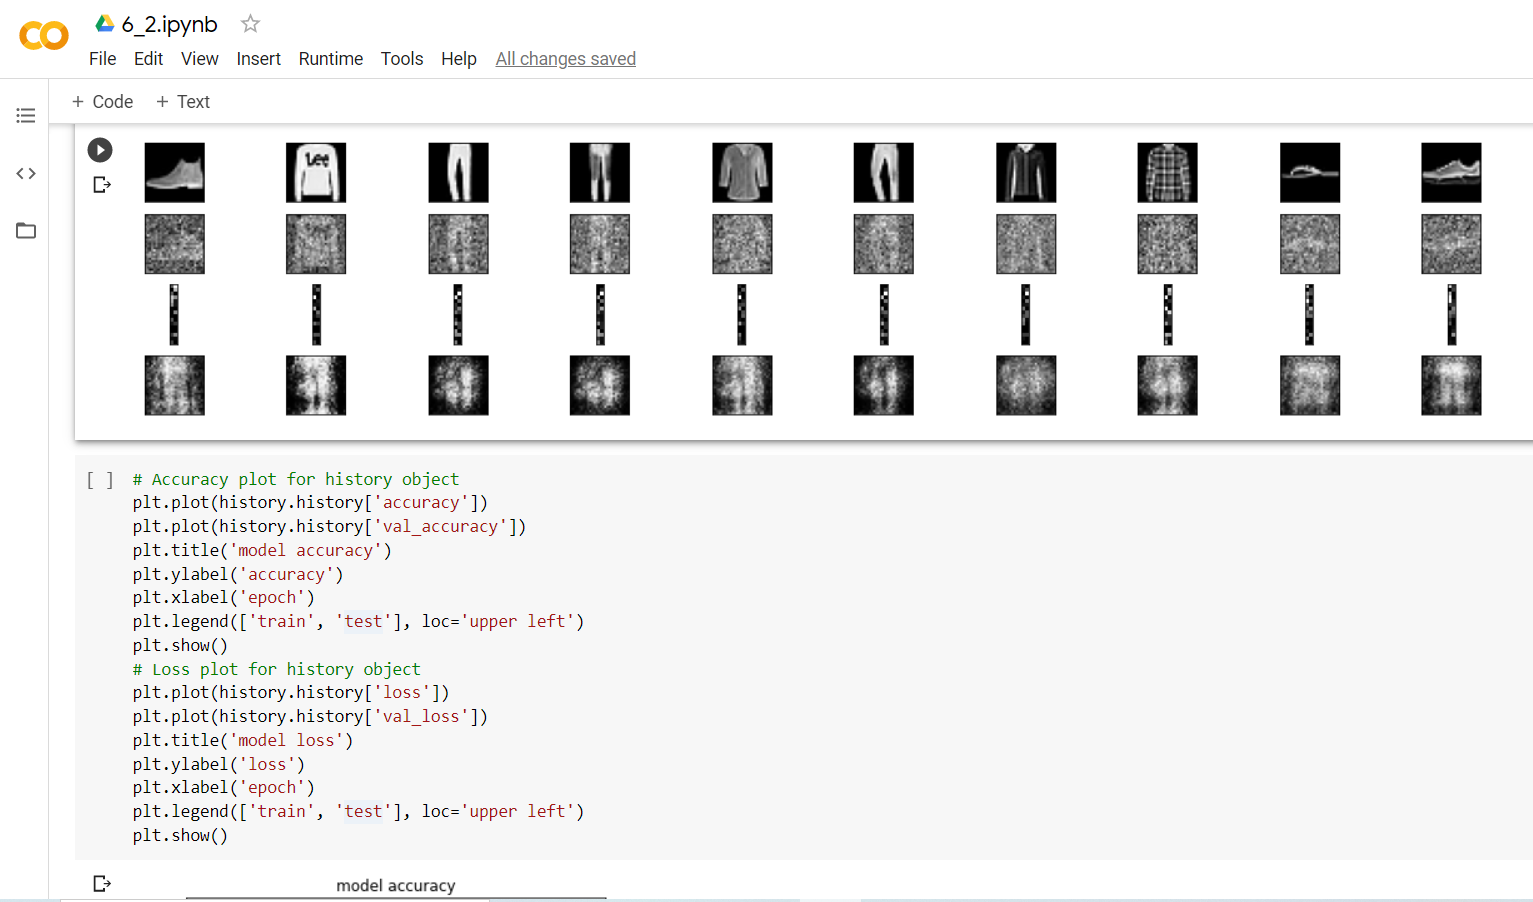 6_2.ipynb
File Edit View Insert Runtime Tools Help All changes saved
+ Code + Text
Lee
[ ] # Accuracy plot for history object
plt.plot(history.history['accuracy'])
plt.plot(history.history['val_accuracy'])
plt.title('model accuracy')
plt.ylabel('accuracy')
plt.xlabel('epoch')
plt.legend(['train', 'test'], loc='upper left')
plt.show()
# Loss plot for history object
plt.plot(history.history['loss'])
plt.plot(history.history['val_loss'])
plt.title('model loss')
plt.ylabel('loss')
plt.xlabel('epoch')
plt.legend(['train', 'test'], loc='upper left')
plt.show()
model accuracy